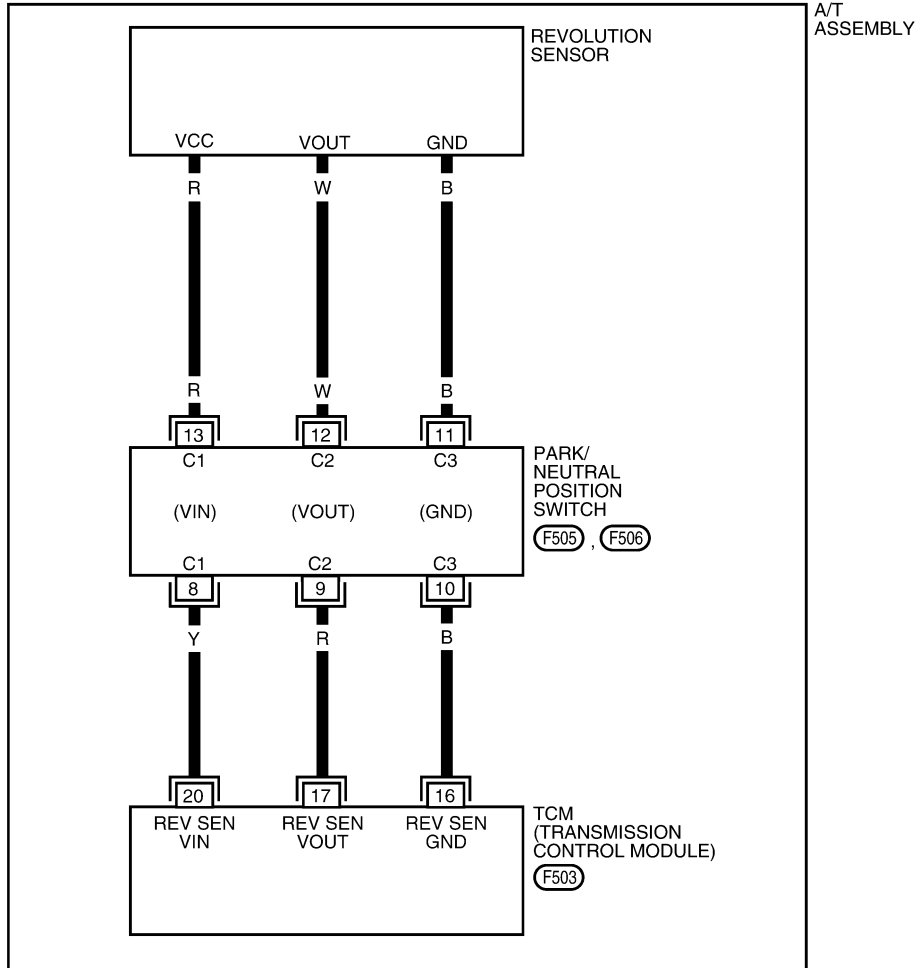 A/T
ASSEMBLY
REVOLUTION
SENSOR
VCC VOUT GND
R W B
R W B
13 12 11
C1 C2 C3
PARK/
NEUTRAL
POSITION
SWITCH
(VIN) (VOUT) (GND)
F505 , F506
C1 C2 C3
8 9 10
Y R B
20 17 16
REV SEN REV SEN REV SEN
VIN VOUT GND
TCM
(TRANSMISSION
CONTROL MODULE)
F503